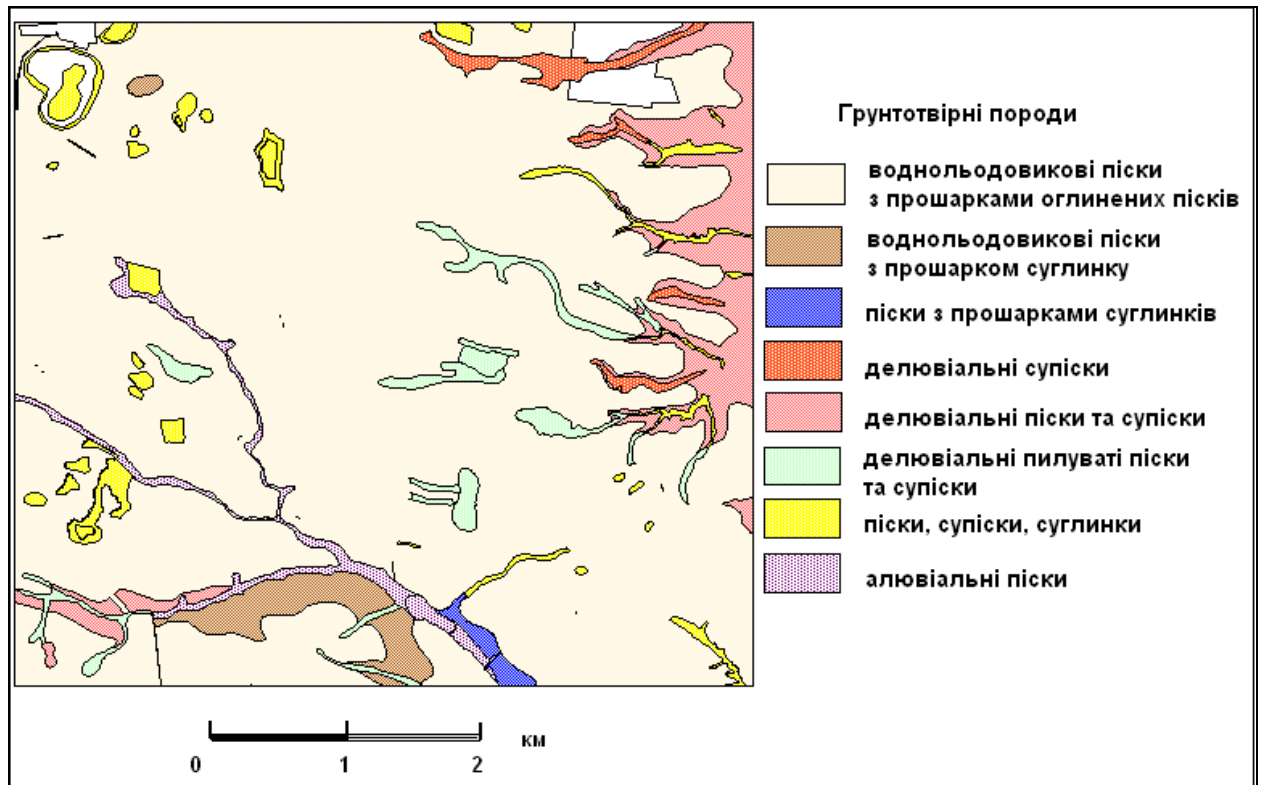 Грунтотвірні породи
воднольодовикові піски
з прошарками оглинених пісків
воднольодовикові піски
з прошарком суглинку
піски з прошарками суглинків
делювіальні супіски
делювіальні піски та супіски
делювіальні пилуваті піски
та супіски
піски, супіски, суглинки
алювіальні піски
км
0 1 2